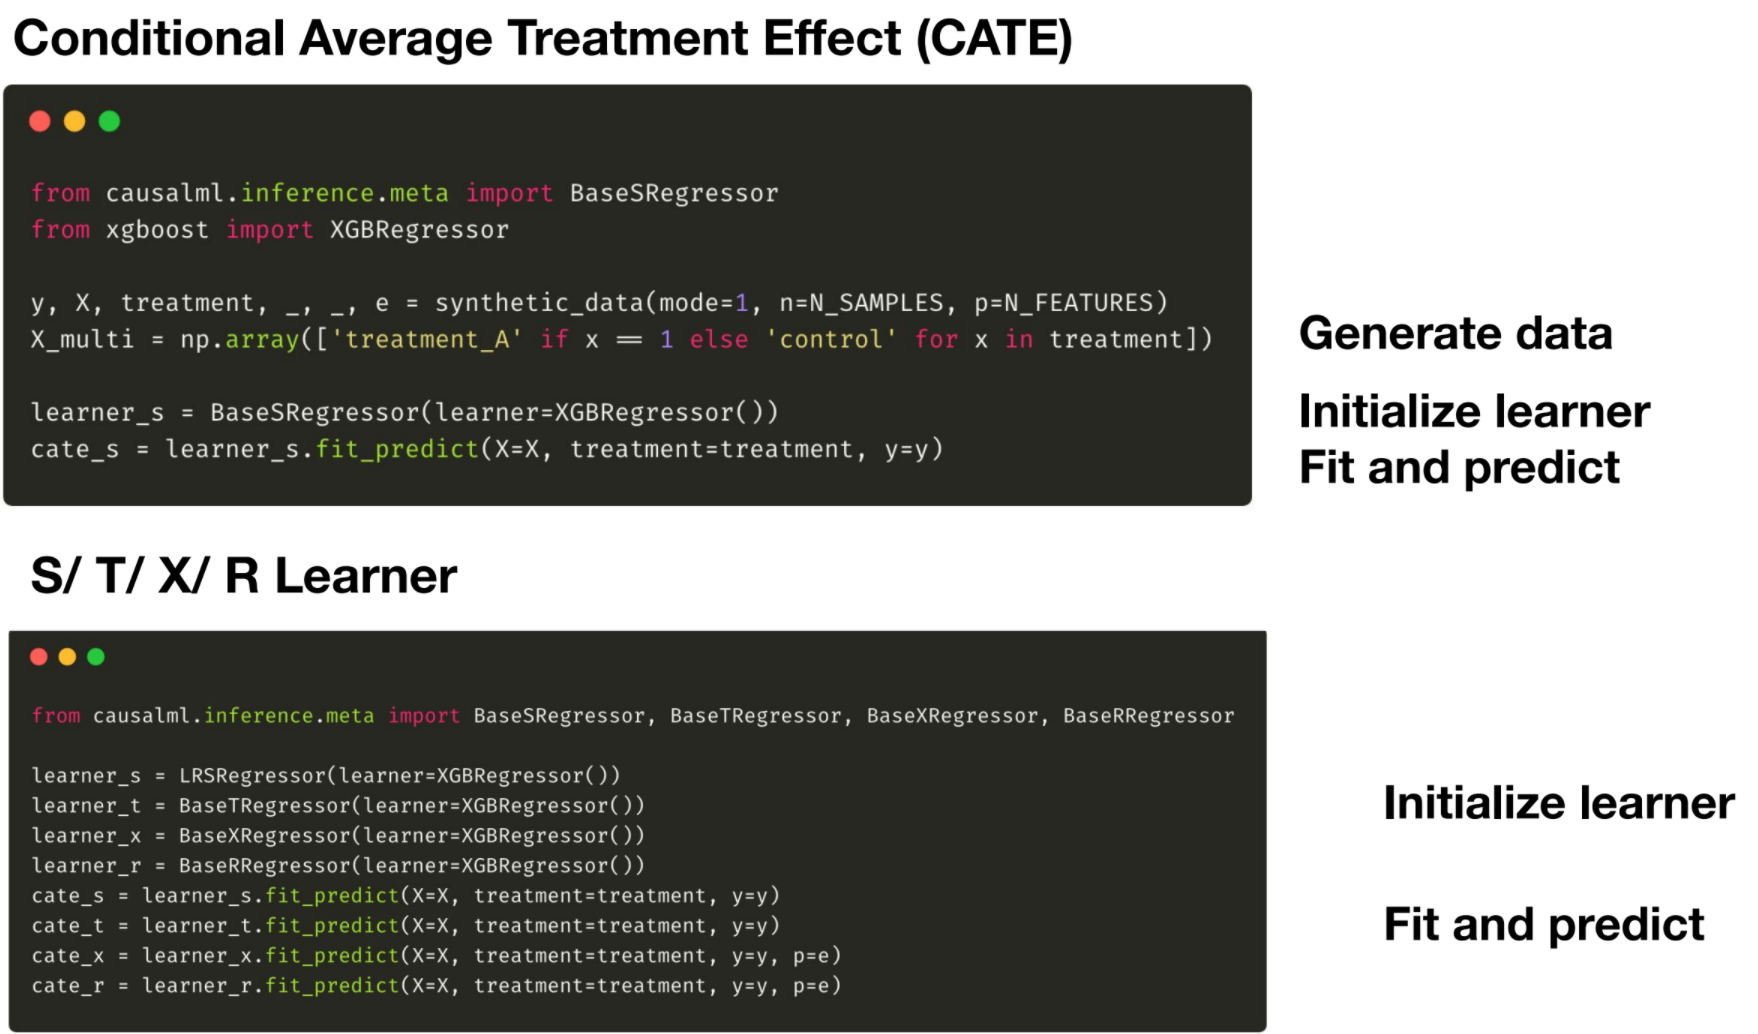 Conditional Average Treatment Effect (CATE)
from causalml.inference.meta import BaseSRegressor
from xgboost import XGBRegressor
y, X, treatment, _, _, e = synthetic_data(mode=1, n=N_SAMPLES, p=N_FEATURES)
X_multi = np.array(['treatment_A' if x == 1 else 'control' for x in treatment])
learner_s = BaseSRegressor(learner=XGBRegressor())
cate_s = learner_s.fit_predict(X=X, treatment=treatment, y=y)
Generate data
Initialize learner
Fit and predict
S/ T/ X/ R Learner
from causalml.inference.meta import BaseSRegressor, BaseTRegressor, BaseXRegressor, BaseRRegressor
learner_s = LRSRegressor(learner=XGBRegressor())
learner_t = BaseTRegressor(learner=XGBRegressor())
learner_x = BaseXRegressor(learner=XGBRegressor())
learner_r = BaseRRegressor(learner=XGBRegressor())
cate_s = learner_s.fit_predict(X=X, treatment=treatment, y=y)
cate_t = learner_t.fit_predict(X=X, treatment=treatment, y=y)
cate_x = learner_x.fit_predict(X=X, treatment=treatment, y=y, p=e)
cate_r = learner_r.fit_predict(X=X, treatment=treatment, y=y, p=e)
Initialize learner
Fit and predict